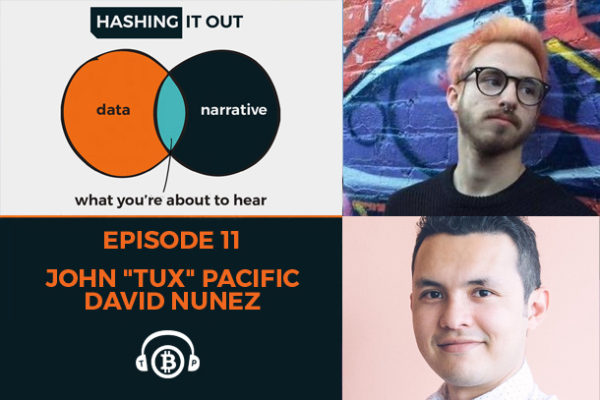 HASHING IT OUT
data
narrative
what you're about to hear
EPISODE 11
JOHN "TUX" PACIFIC
DAVID NUNEZ
T B P